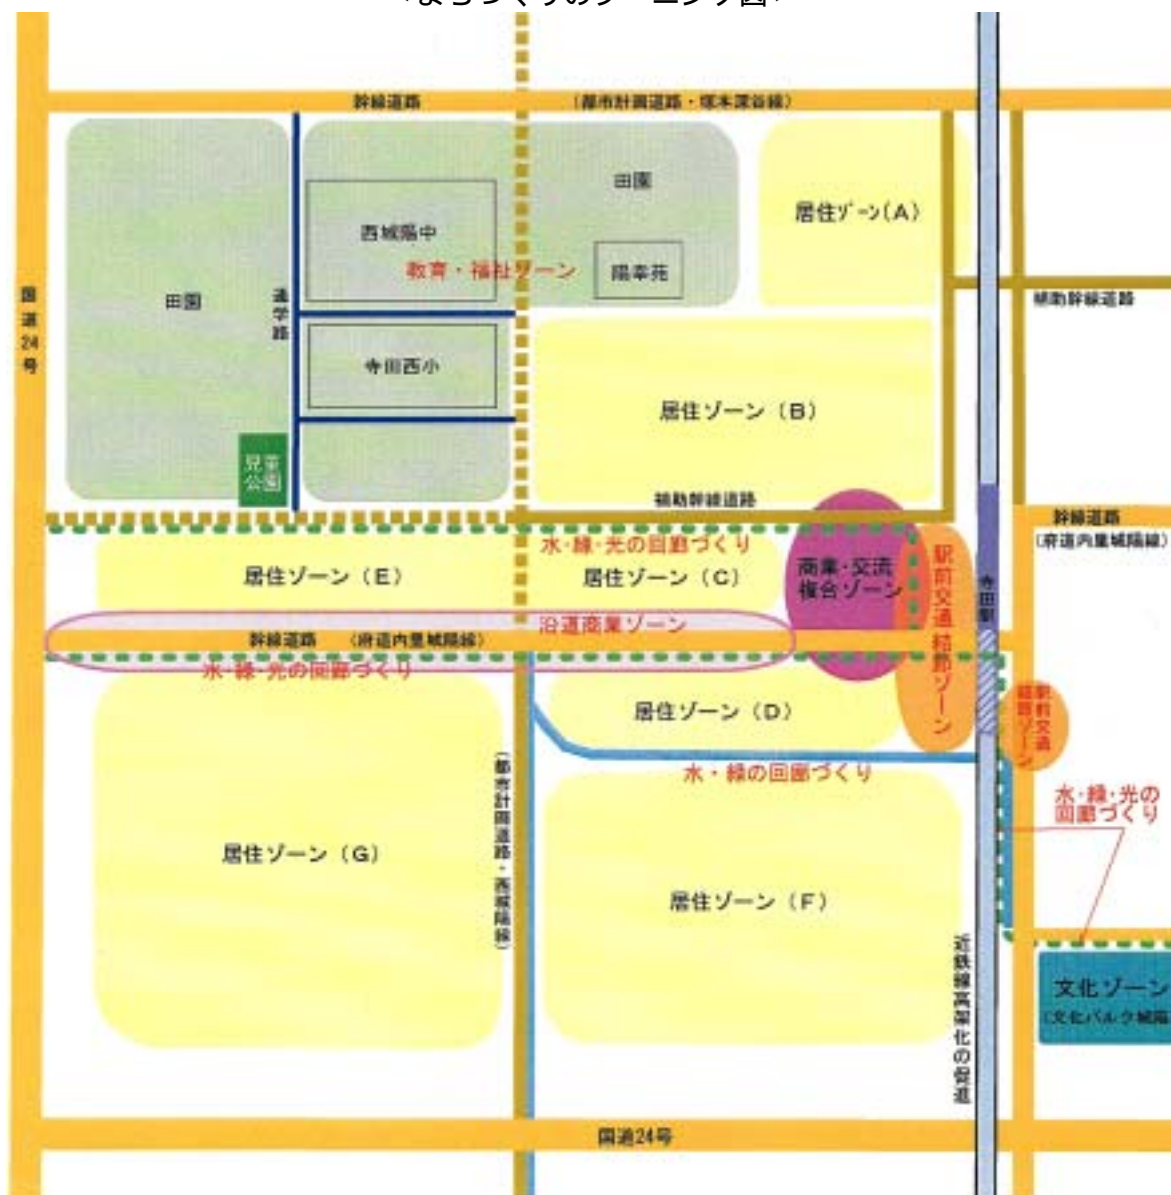 <まちづくりのゾーニング図>
幹線道路
(都市計画道路・塚本深谷線)
田園
居住ゾーン(A)
西城陽中
教育・福祉ゾーン
陽幸苑
国道24号
田園
通学路
補助幹線道路
寺田西小
居住ゾーン(B)
児童
公園
補助幹線道路
幹線道路
(府道内里城陽線)
水・緑・光の回廊づくり
居住ゾーン(E)
居住ゾーン(C)
商業・交流
複合ゾーン
駅前交通結節ゾーン
寺田駅
沿道商業ゾーン
幹線道路 (府道内里城陽線)
水・緑・光の回廊づくり
居住ゾーン(D)
駅前交通
結節ゾーン
(都市計画道路・西城陽線)
水・緑の回廊づくり
水・緑・光の
回廊づくり
居住ゾーン(G)
居住ゾーン(F)
近鉄線高架化の促進
文化ゾーン
(文化パルク城陽
国道24号